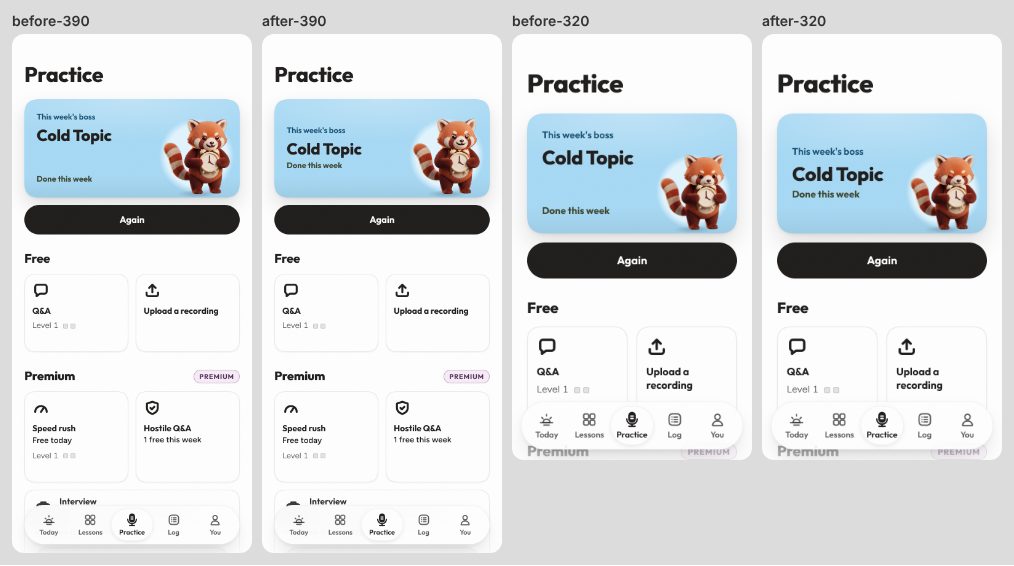 before-390
Practice
This week's boss
Cold Topic
Done this week
Again
Free
Q&A
Level 1
Upload a recording
Premium
PREMIUM
Speed rush
Free today
Level 1
Hostile Q&A
1 free this week
Interview
Today
Lessons
Practice
Log
You
after-390
Practice
This week's boss
Cold Topic
Done this week
Again
Free
Q&A
Level 1
Upload a recording
Premium
PREMIUM
Speed rush
Free today
Level 1
Hostile Q&A
1 free this week
Interview
Today
Lessons
Practice
Log
You
before-320
Practice
This week's boss
Cold Topic
Done this week
Again
Free
Q&A
Level 1
Upload a
recording
Today
Lessons
Practice
Log
You
Premium
PREMIUM
after-320
Practice
This week's boss
Cold Topic
Done this week
Again
Free
Q&A
Level 1
Upload a
recording
Today
Lessons
Practice
Log
You
Premium
PREMIUM